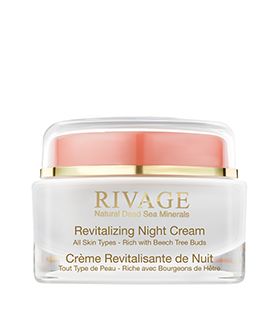 RIVAGE
Natural Dead Sea Minerals
Revitalizing Night Cream
All Skin Types - Rich with Beech Tree Buds
Crème Revitalisante de Nuit
Tout Type de Peau - Riche avec Bourgeons de Hêtre